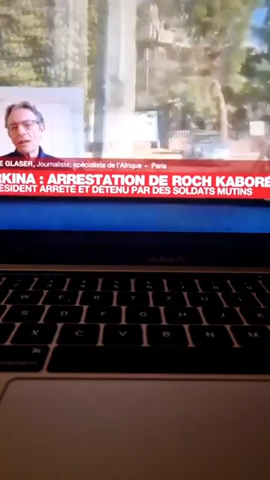 E GLASER, Journaliste, spécialiste de l'Afrique - Paris
RKINA : ARRESTATION DE ROCH KABORÉ
ÉSIDENT ARRÊTÉ ET DÉTENU PAR DES SOLDATS MUTINS
MacBook Pro